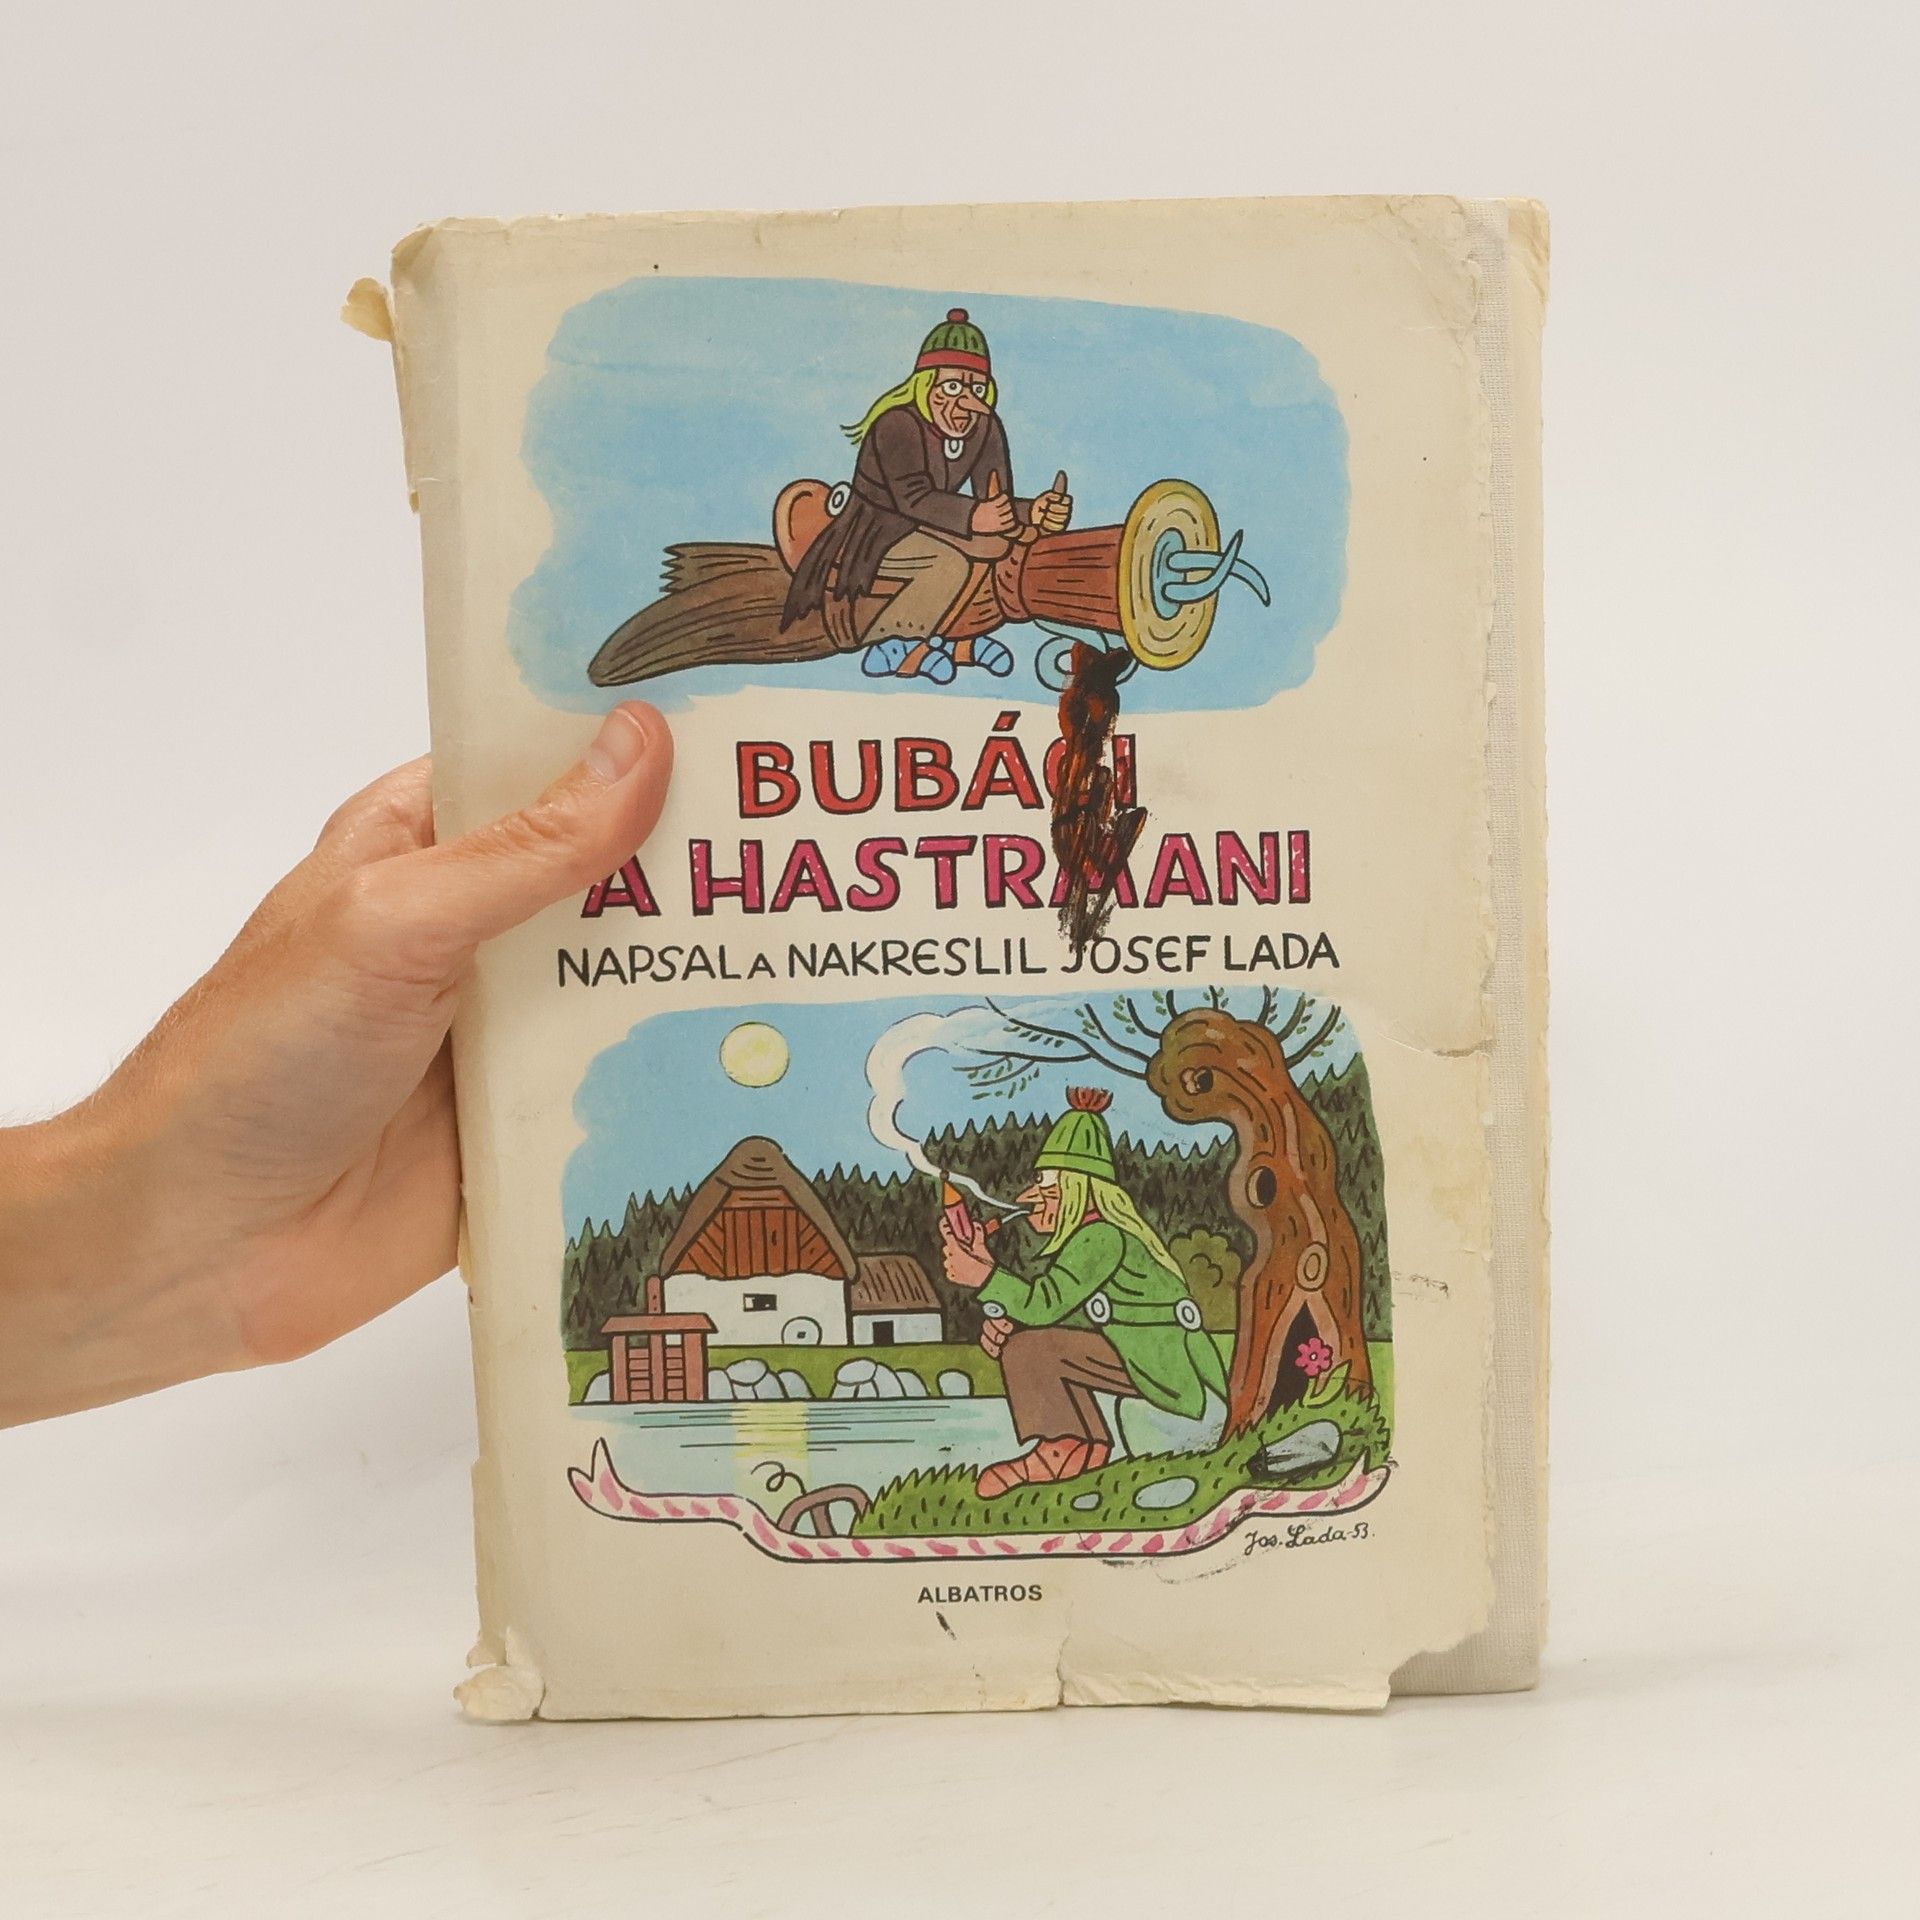 BUBÁCI
A HASTRMANI
NAPSAL A NAKRESLIL JOSEF LADA
Jos. Lada-53.
ALBATROS